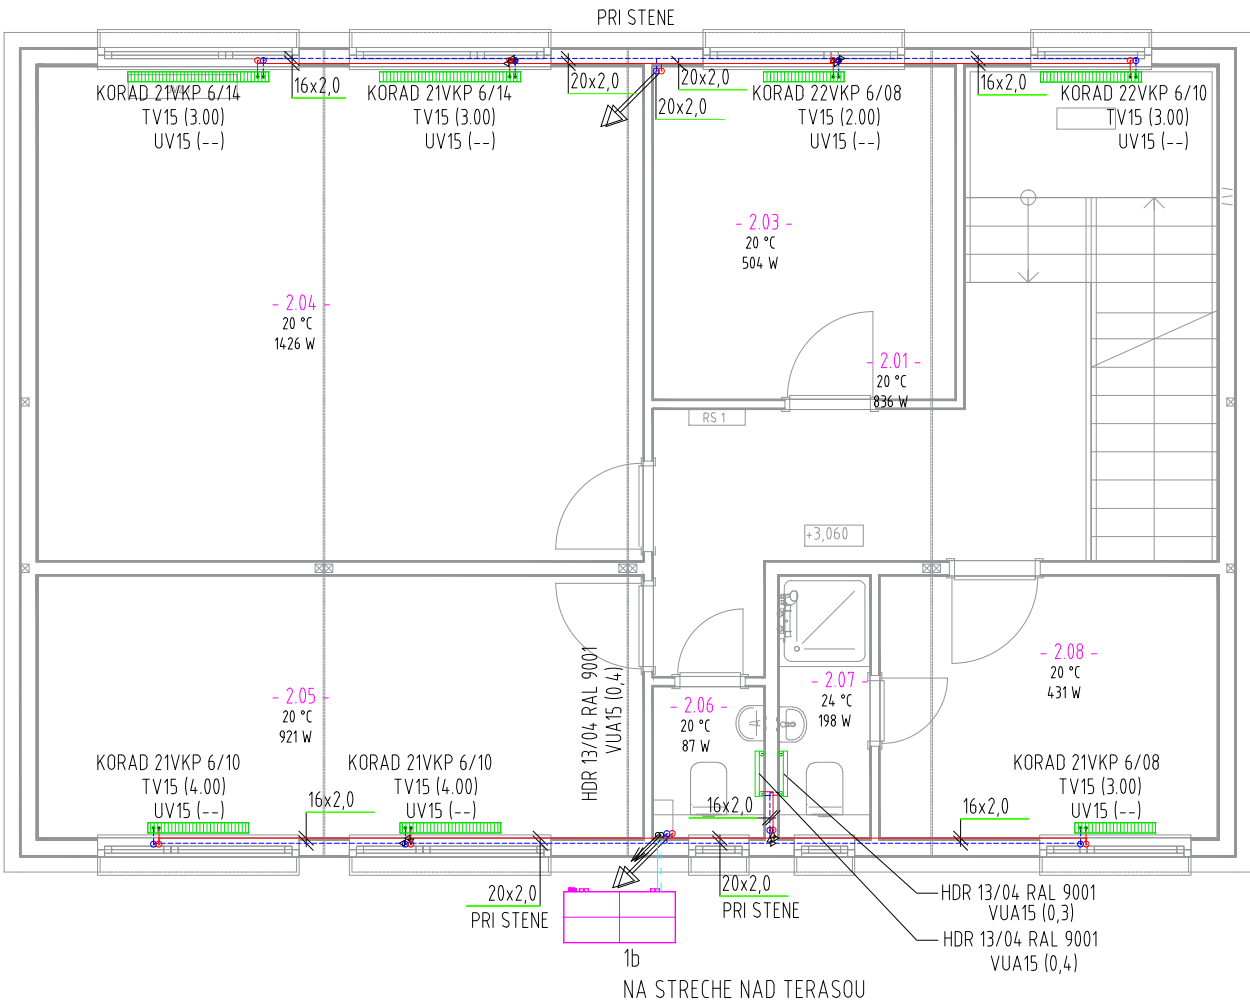 PRI STENE
16x2,0
20x2,0
20x2,0
20x2,0
16x2,0
KORAD 21VKP 6/14
TV15 (3.00)
UV15 (--)
KORAD 21VKP 6/14
TV15 (3.00)
UV15 (--)
KORAD 22VKP 6/08
TV15 (2.00)
UV15 (--)
KORAD 22VKP 6/10
TV15 (3.00)
UV15 (--)
- 2.03 -
20 °C
504 W
- 2.04 -
20 °C
1426 W
- 2.01 -
20 °C
836 W
RS 1
+3,060
HDR 13/04 RAL 9001
VUA15 (0,4)
- 2.05 -
20 °C
921 W
- 2.06 -
20 °C
87 W
- 2.07 -
24 °C
198 W
- 2.08 -
20 °C
431 W
KORAD 21VKP 6/10
TV15 (4.00)
UV15 (--)
KORAD 21VKP 6/10
TV15 (4.00)
UV15 (--)
KORAD 21VKP 6/08
TV15 (3.00)
UV15 (--)
16x2,0
16x2,0
16x2,0
20x2,0
PRI STENE
20x2,0
PRI STENE
HDR 13/04 RAL 9001
VUA15 (0,3)
HDR 13/04 RAL 9001
VUA15 (0,4)
1b
NA STRECHE NAD TERASOU